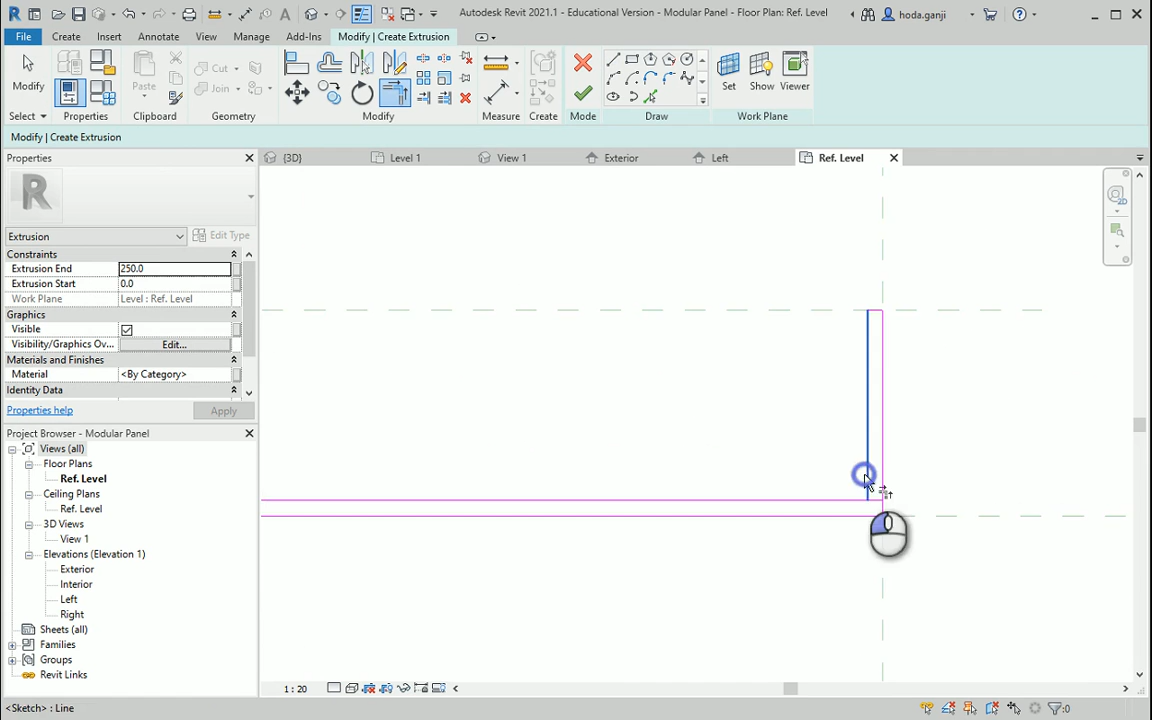 Autodesk Revit 2021.1 - Educational Version - Modular Panel - Floor Plan: Ref. Level
hoda.ganji
File Create Insert Annotate View Manage Add-Ins Modify | Create Extrusion
Modify Paste Cut Join Set Show Viewer
Select Properties Clipboard Geometry Modify Measure Create Mode Draw Work Plane
Modify | Create Extrusion
Properties
{3D} Level 1 View 1 Exterior Left Ref. Level
Extrusion Edit Type
Constraints
Extrusion End 250.0
Extrusion Start 0.0
Work Plane Level : Ref. Level
Graphics
Visible
Visibility/Graphics Ov... Edit...
Materials and Finishes
Material <By Category>
Identity Data
Properties help Apply
Project Browser - Modular Panel
Views (all)
Floor Plans
Ref. Level
Ceiling Plans
Ref. Level
3D Views
View 1
Elevations (Elevation 1)
Exterior
Interior
Left
Right
Sheets (all)
Families
Groups
Revit Links
1 : 20
<Sketch> : Line
:0